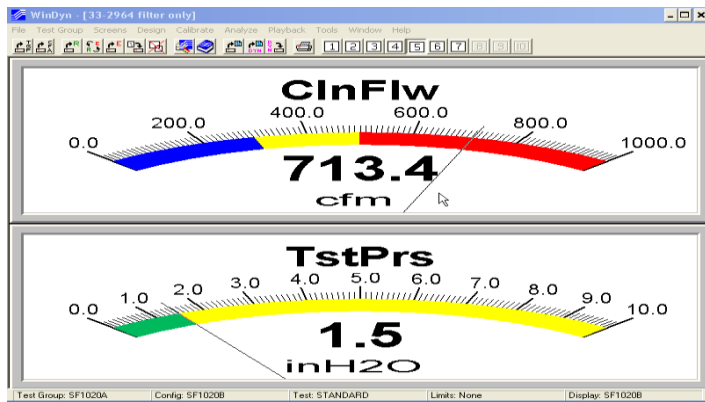 WinDyn - [33-2964 fitter only]
File Test Group Screens Design Calibrate Analyze Playback Tools Window Help
1 2 3 4 5 6 7 8 9 10
ClnFlw
0.0 200.0 400.0 600.0 800.0 1000.0
713.4
cfm
TstPrs
0.0 1.0 2.0 3.0 4.0 5.0 6.0 7.0 8.0 9.0 10.0
1.5
inH2O
Test Group: SF1020A Config: SF1020B Test: STANDARD Limits: None Display: SF1020B